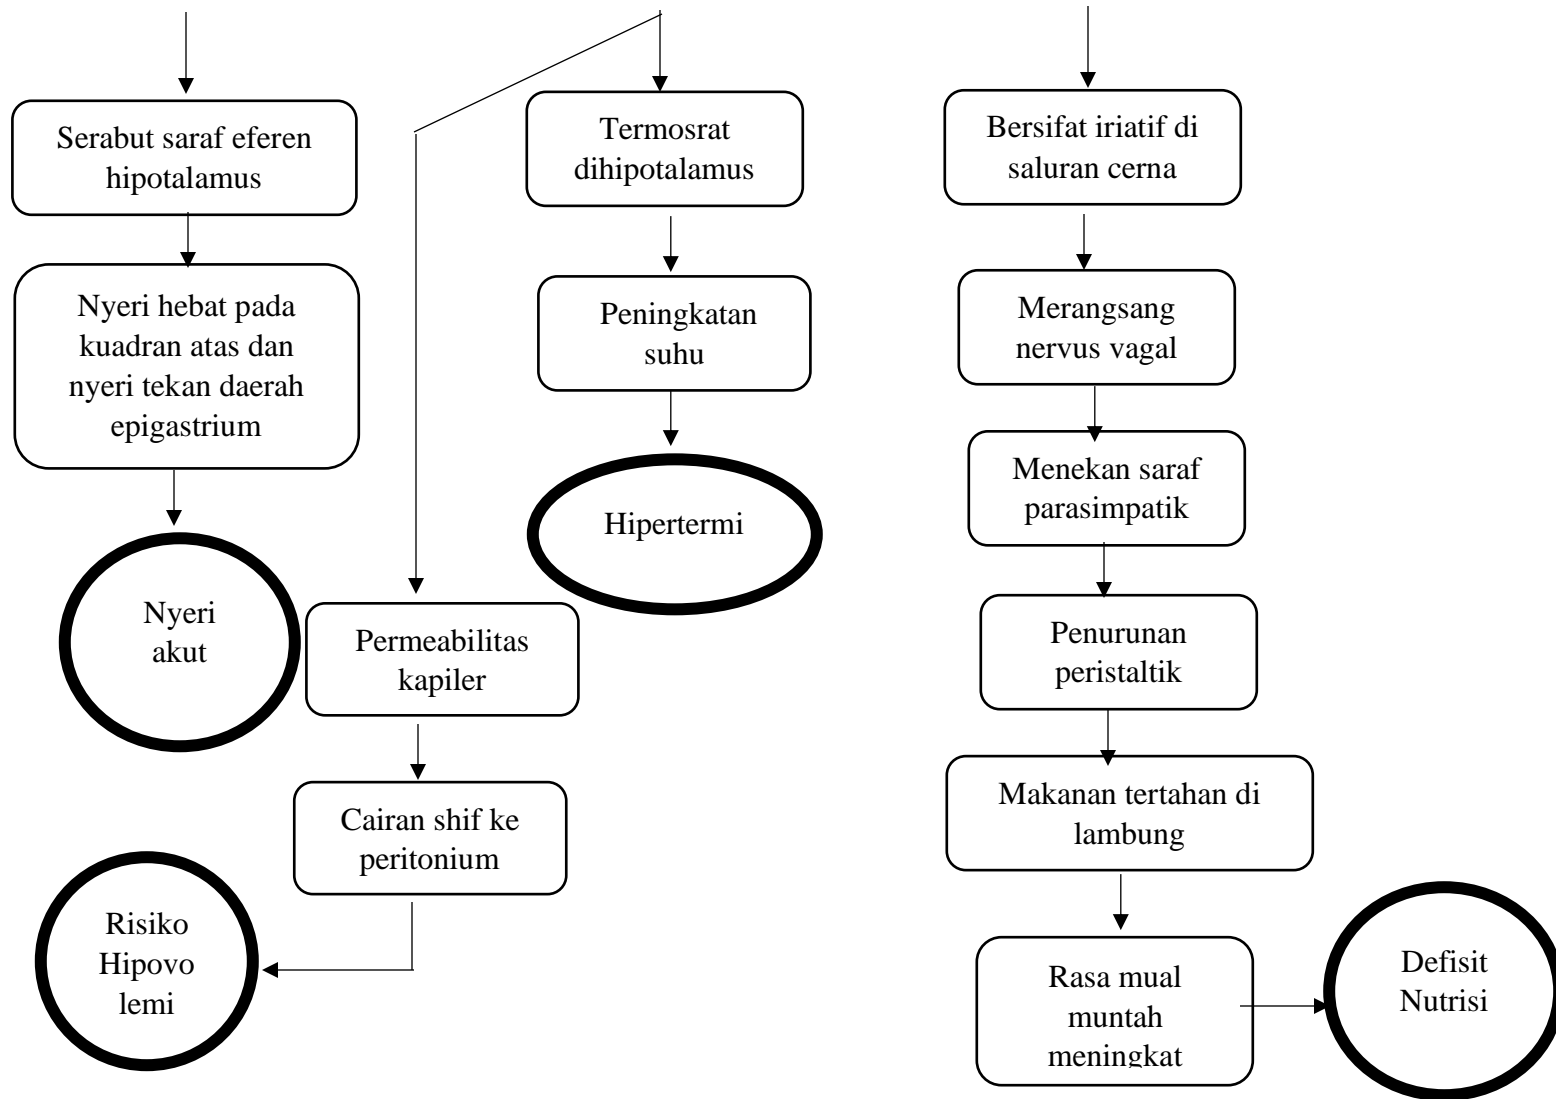 Serabut saraf eferen
hipotalamus
Nyeri hebat pada
kuadran atas dan
nyeri tekan daerah
epigastrium
Nyeri
akut
Termosrat
dihipotalamus
Peningkatan
suhu
Hipertermi
Permeabilitas
kapiler
Cairan shif ke
peritonium
Risiko
Hipovo
lemi
Bersifat iriatif di
saluran cerna
Merangsang
nervus vagal
Menekan saraf
parasimpatik
Penurunan
peristaltik
Makanan tertahan di
lambung
Rasa mual
muntah
meningkat
Defisit
Nutrisi